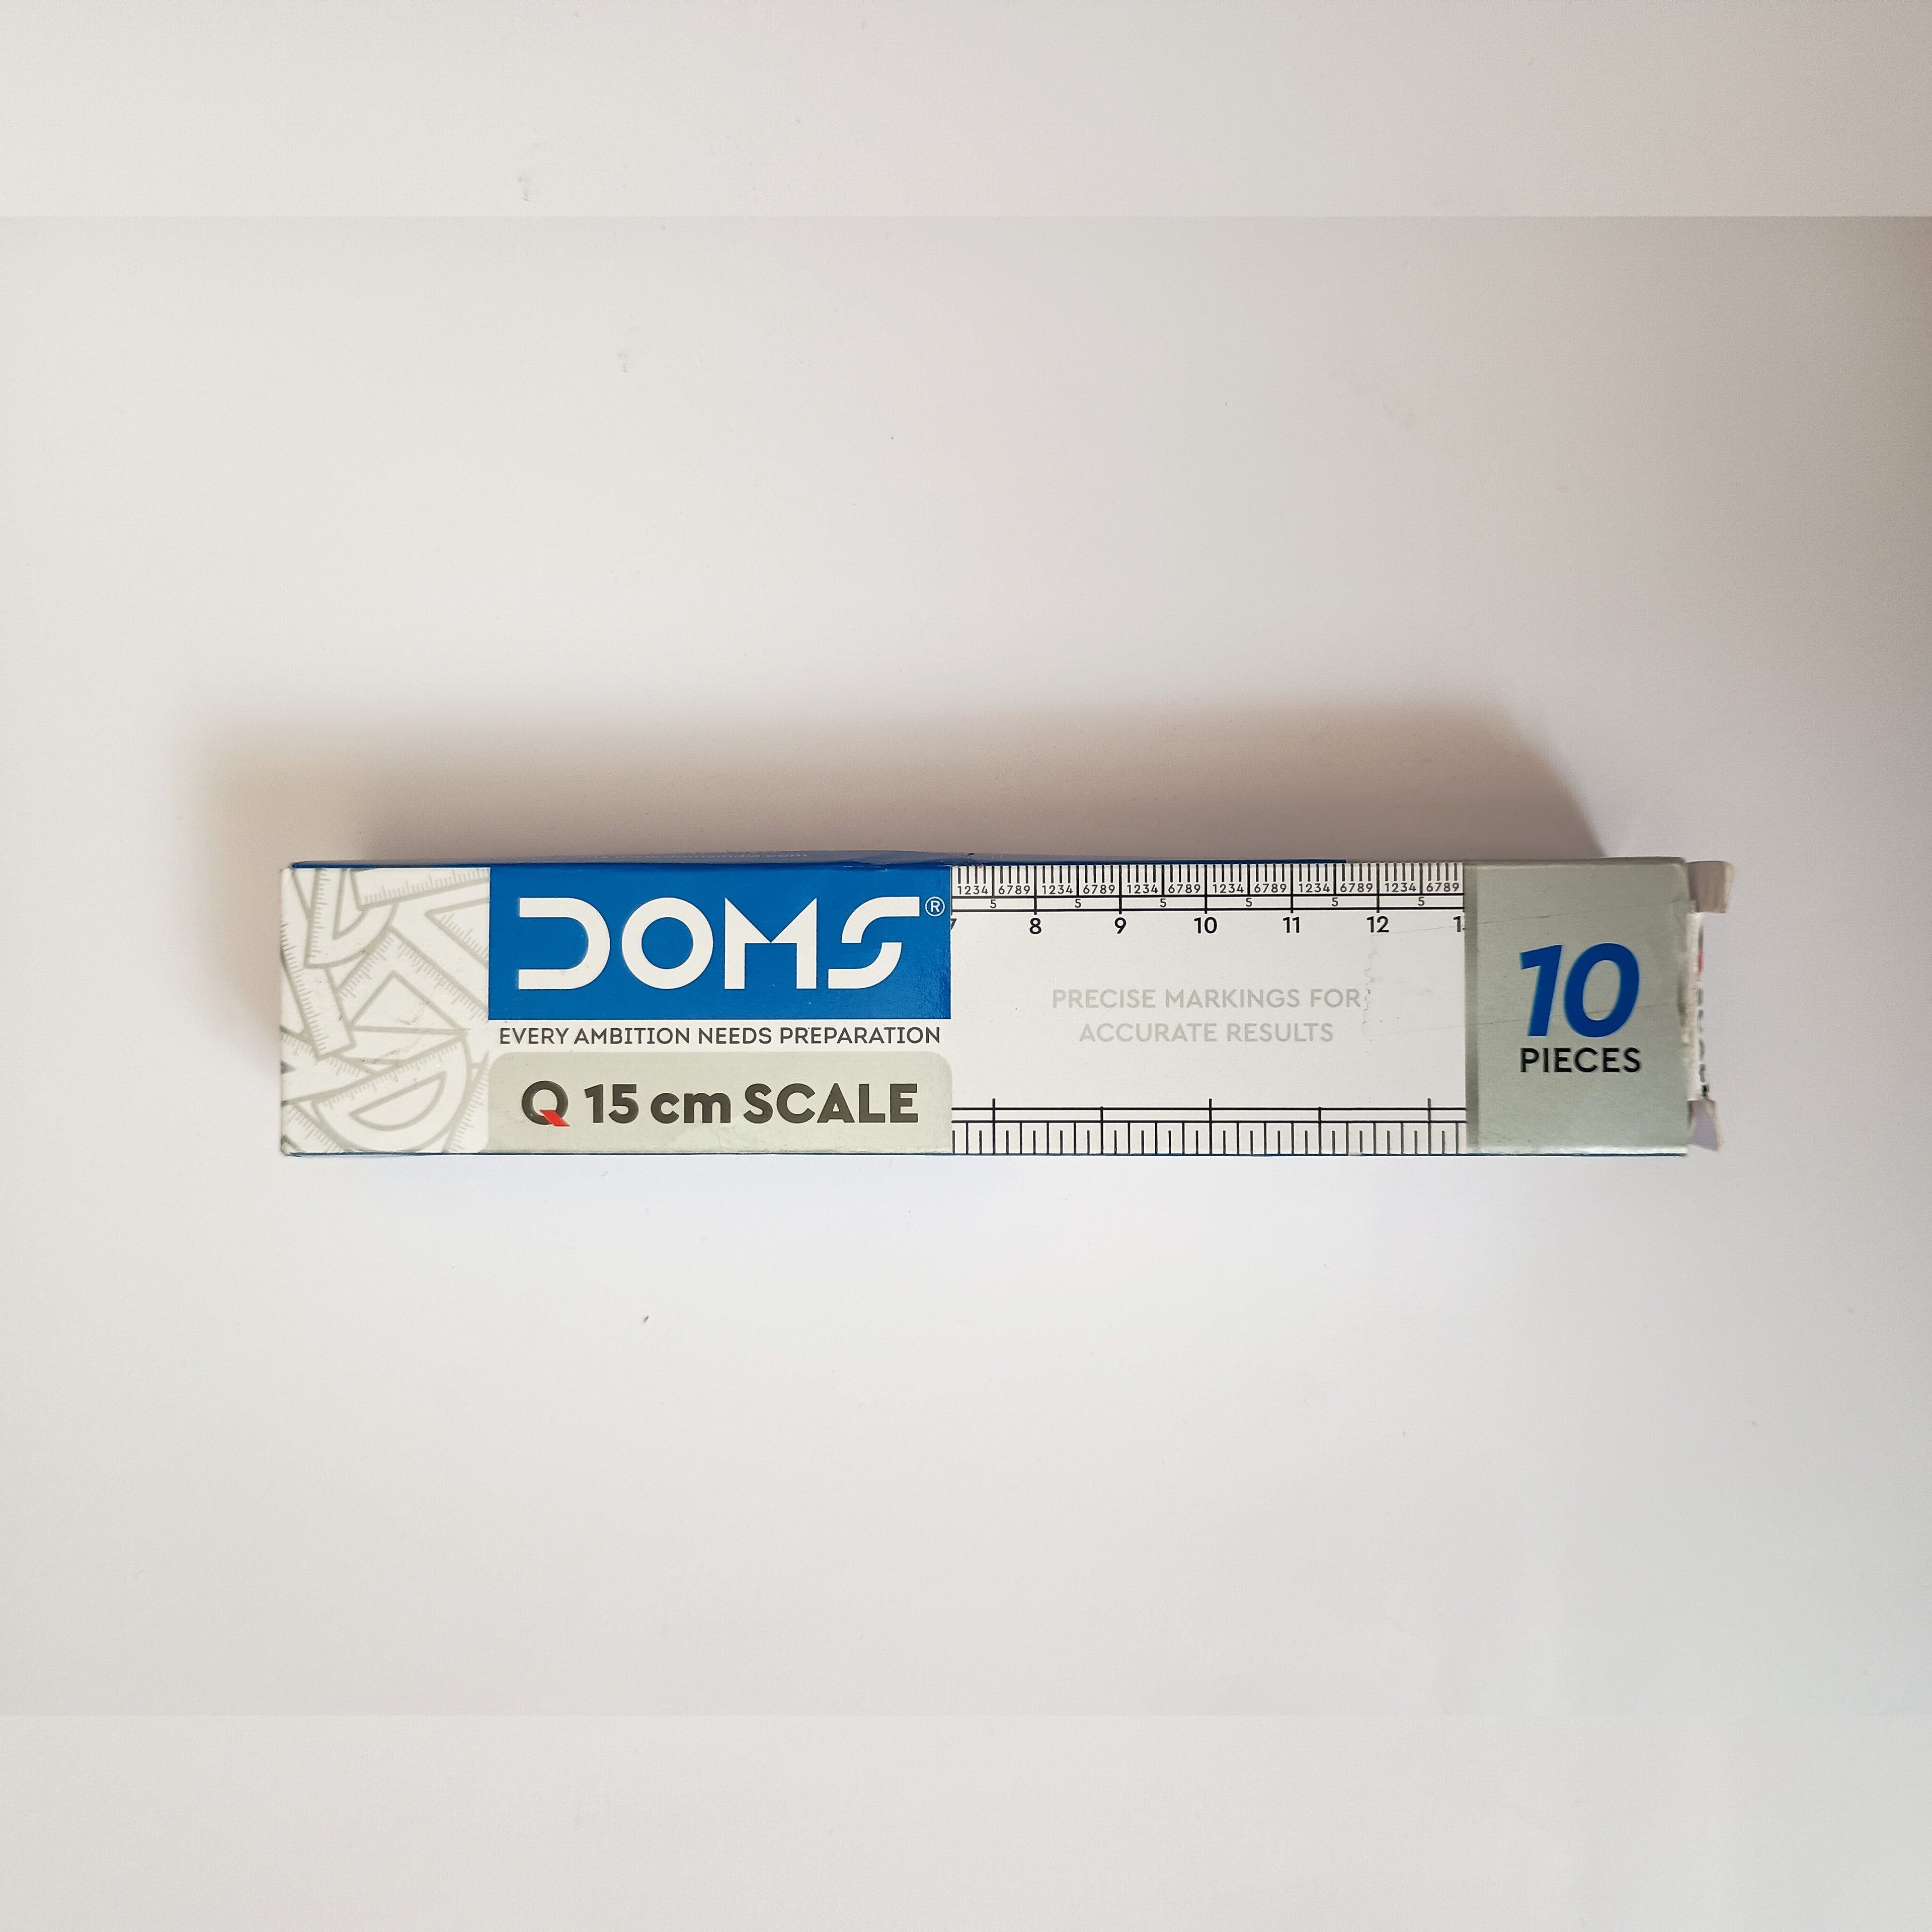 DOMS®
EVERY AMBITION NEEDS PREPARATION
Q 15 cm SCALE
1234 6789 1234 6789 1234 6789 1234 6789 1234 6789 1234 6789
5 5 5 5 5 5
7 8 9 10 11 12
PRECISE MARKINGS FOR
ACCURATE RESULTS
10
PIECES